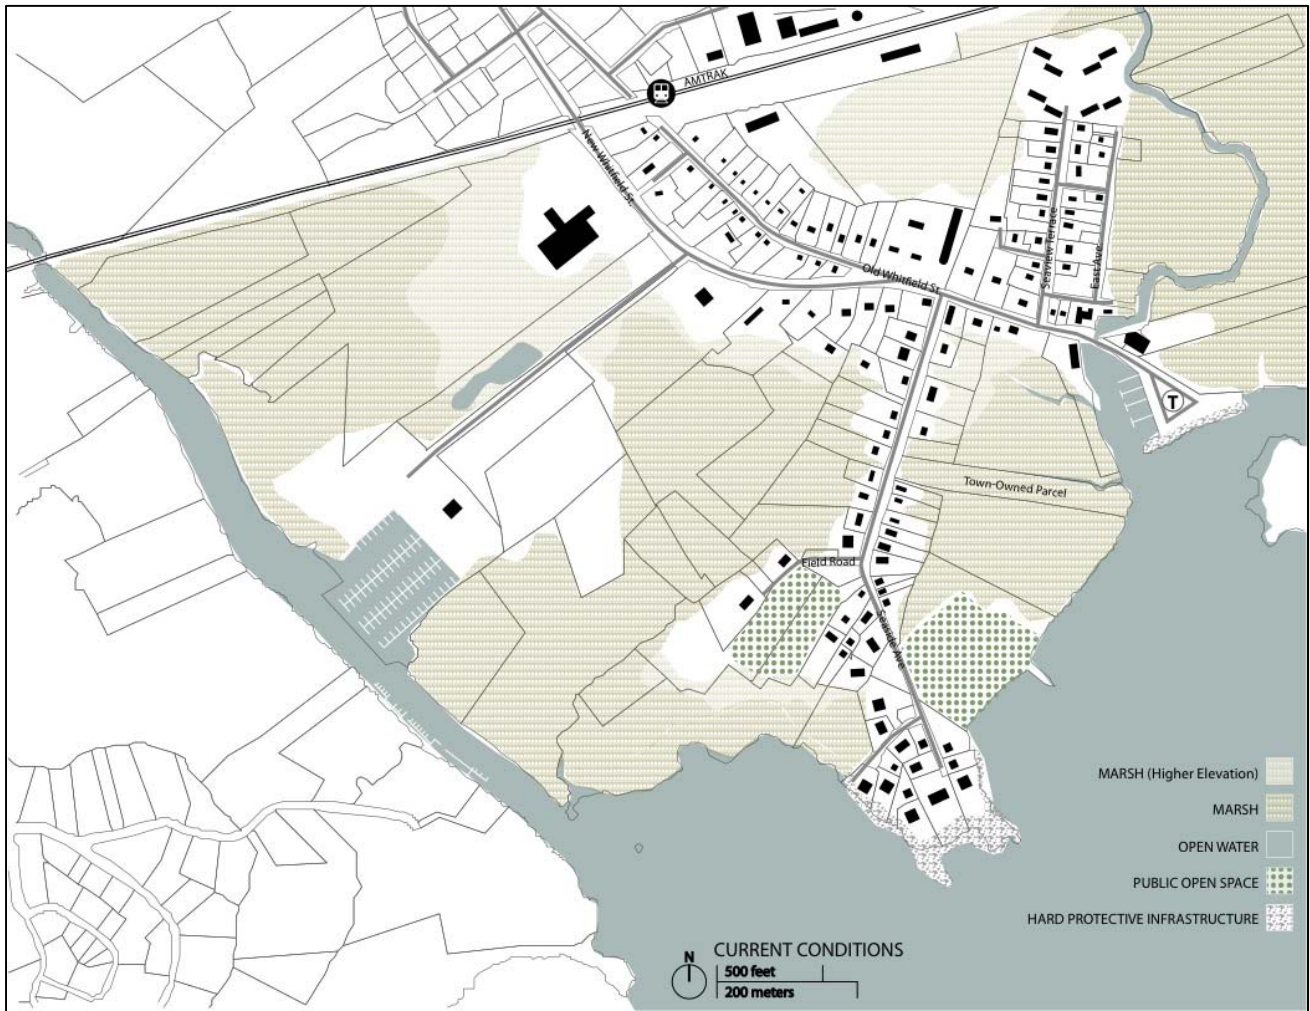 AMTRAK
New Whitfield St.
Old Whitfield St.
Seaview Terrace
East Ave.
T
Town-Owned Parcel
Field Road
Seaside Ave.
MARSH (Higher Elevation)
MARSH
OPEN WATER
PUBLIC OPEN SPACE
HARD PROTECTIVE INFRASTRUCTURE
N
CURRENT CONDITIONS
500 feet
200 meters